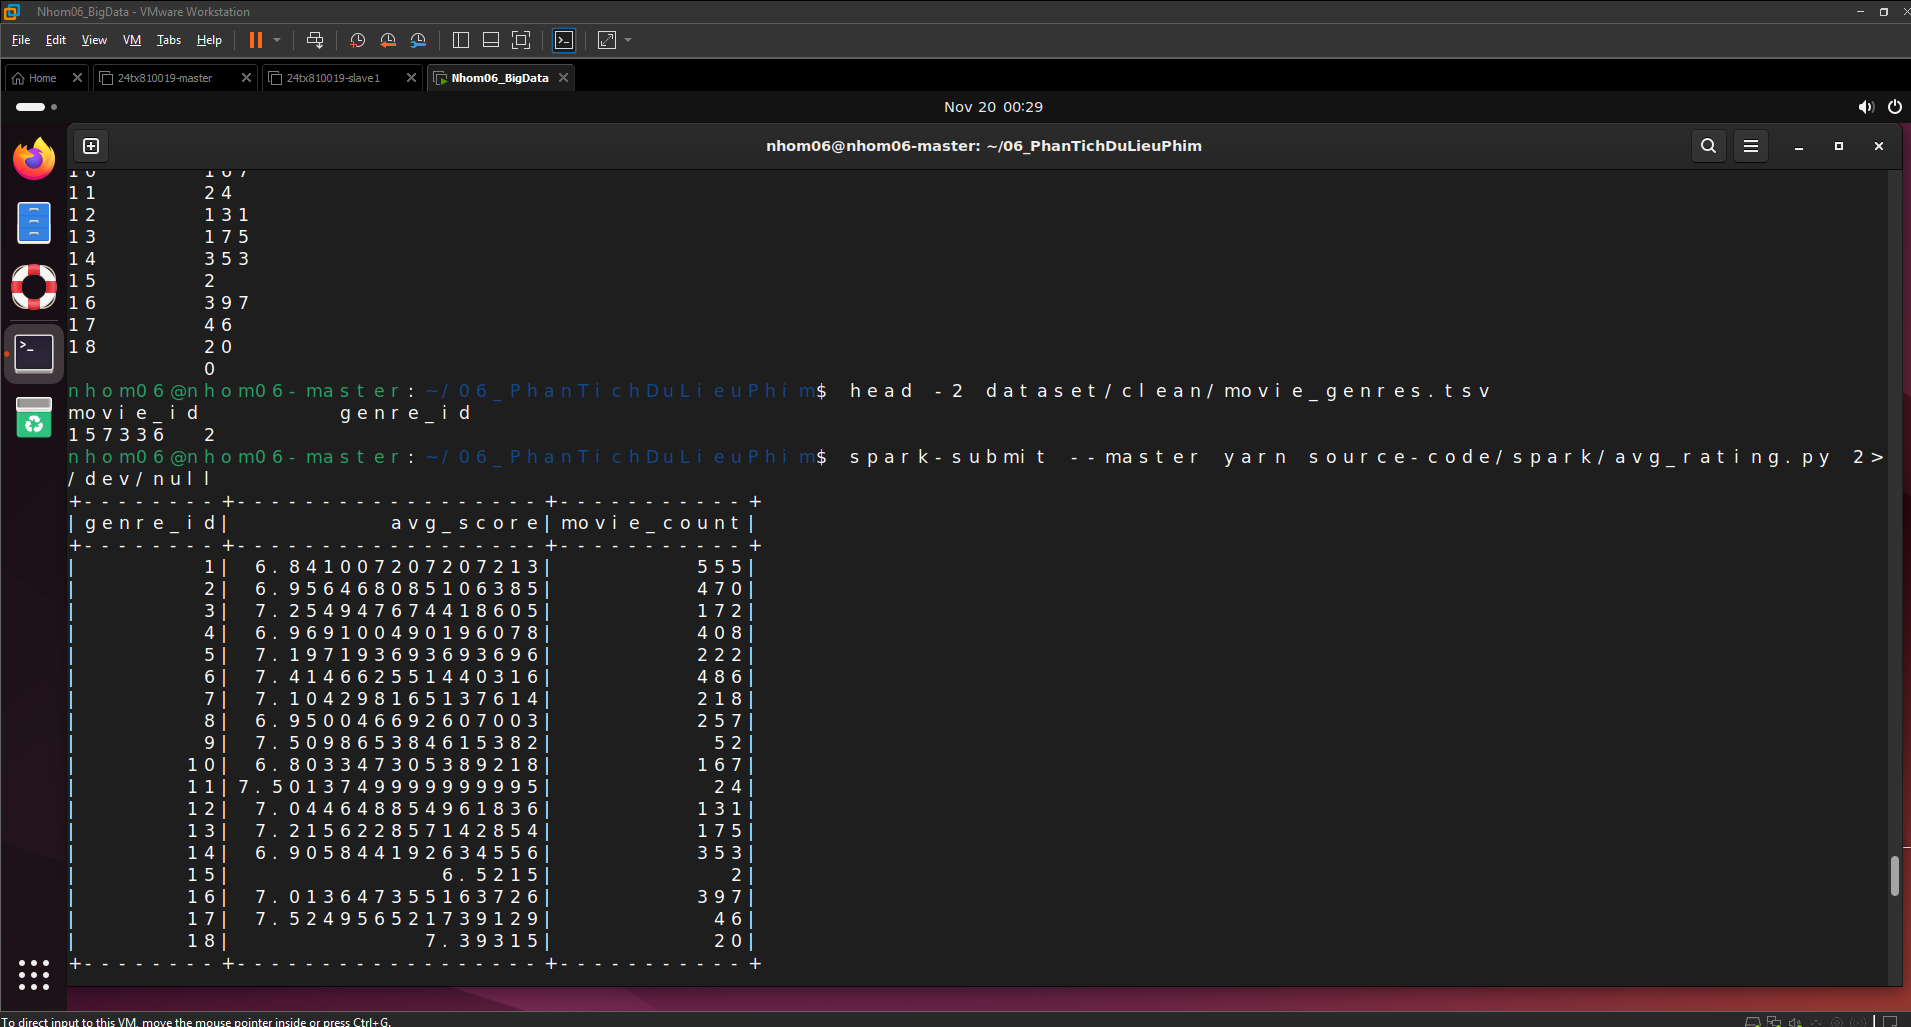 Nhom06_BigData - VMware Workstation
File Edit View VM Tabs Help
Home 24tx810019-master 24tx810019-slave1 Nhom06_BigData
Nov 20 00:29
nhom06@nhom06-master: ~/06_PhanTichDuLieuPhim
10 167
11 24
12 131
13 175
14 353
15 2
16 397
17 46
18 20
0
nhom06@nhom06-master:~/06_PhanTichDuLieuPhim$ head -2 dataset/clean/movie_genres.tsv
movie_id genre_id
157336 2
nhom06@nhom06-master:~/06_PhanTichDuLieuPhim$ spark-submit --master yarn source-code/spark/avg_rating.py 2>
/dev/null
+--------+------------------+-----------+
|genre_id| avg_score|movie_count|
+--------+------------------+-----------+
| 1| 6.841007207207213| 555|
| 2| 6.956468085106385| 470|
| 3| 7.254947674418605| 172|
| 4| 6.969100490196078| 408|
| 5| 7.197193693693696| 222|
| 6| 7.414662551440316| 486|
| 7| 7.104298165137614| 218|
| 8| 6.950046692607003| 257|
| 9| 7.509865384615382| 52|
| 10| 6.803347305389218| 167|
| 11|7.5013749999999995| 24|
| 12| 7.044648854961836| 131|
| 13| 7.215622857142854| 175|
| 14| 6.905844192634556| 353|
| 15| 6.5215| 2|
| 16| 7.013647355163726| 397|
| 17| 7.524956521739129| 46|
| 18| 7.39315| 20|
+--------+------------------+-----------+
To direct input to this VM, move the mouse pointer inside or press Ctrl+G.